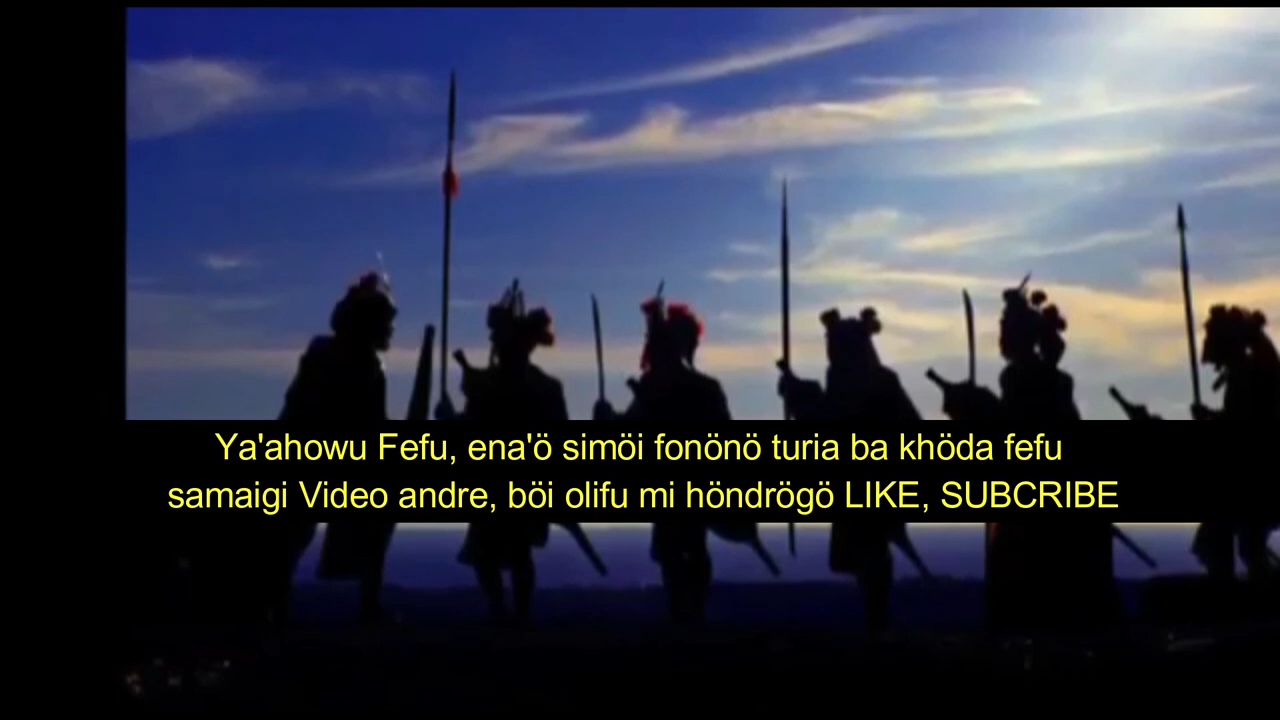 Ya'ahowu Fefu, ena'ö simöi fonönö turia ba khöda fefu
samaigi Video andre, böi olifu mi höndrögö LIKE, SUBCRIBE